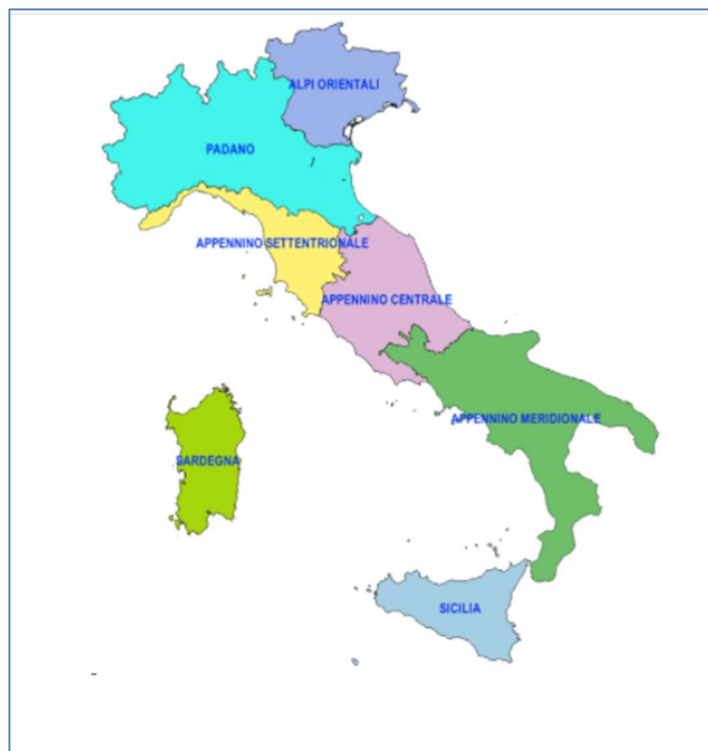 ALPI ORIENTALI
PADANO
APPENNINO SETTENTRIONALE
APPENNINO CENTRALE
APPENNINO MERIDIONALE
SARDEGNA
SICILIA